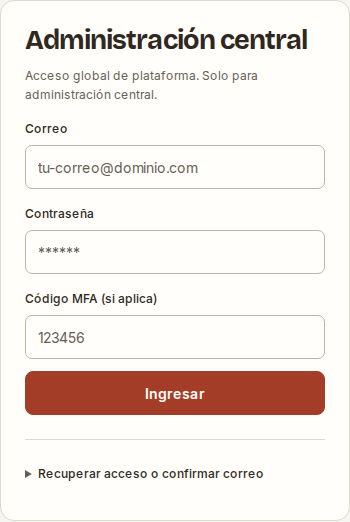 Administración central
Acceso global de plataforma. Solo para
administración central.
Correo
tu-correo@dominio.com
Contraseña
******
Código MFA (si aplica)
123456
Ingresar
Recuperar acceso o confirmar correo